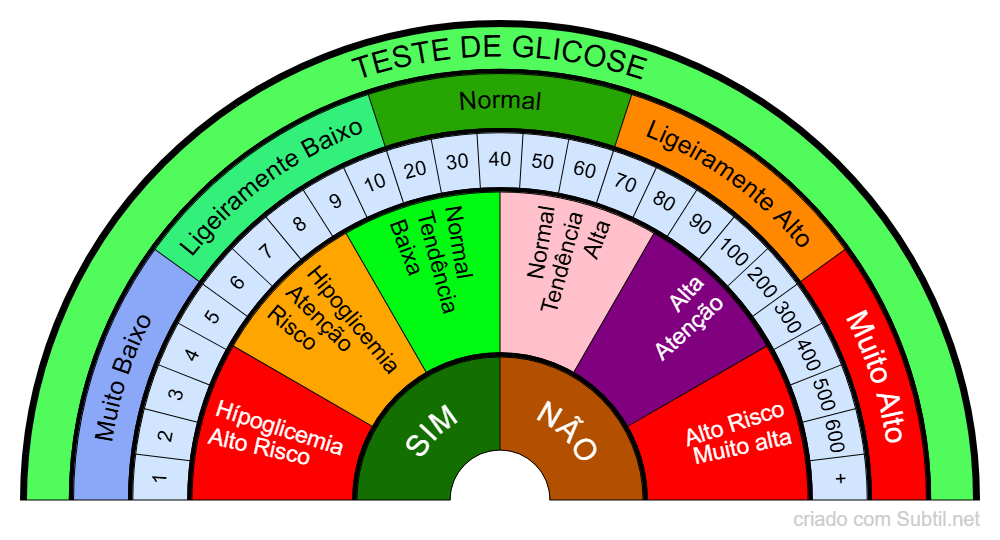 TESTE DE GLICOSE
Muito Baixo
Ligeiramente Baixo
Normal
Ligeiramente Alto
Muito Alto
1
2
3
4
5
6
7
8
9
10
20
30
40
50
60
70
80
90
100
200
300
400
500
600
+
Hípoglicemia
Alto Risco
Hipoglicemia
Atenção
Risco
Normal
Tendência
Baixa
Normal
Tendência
Alta
Alta
Atenção
Alto Risco
Muito alta
SIM
NÃO
criado com Subtil.net